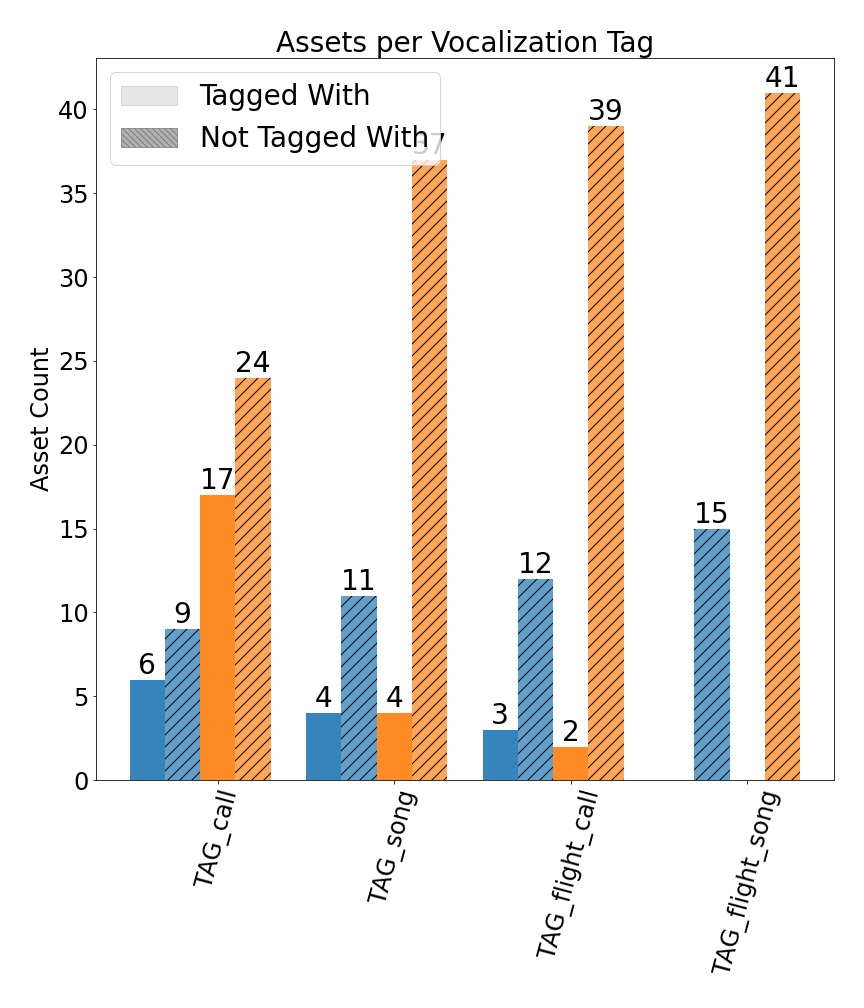 Assets per Vocalization Tag
Tagged With
Not Tagged With
Asset Count
40
35
30
25
20
15
10
5
0
6
9
17
24
4
11
4
37
3
12
2
39
15
41
TAG_call
TAG_song
TAG_flight_call
TAG_flight_song